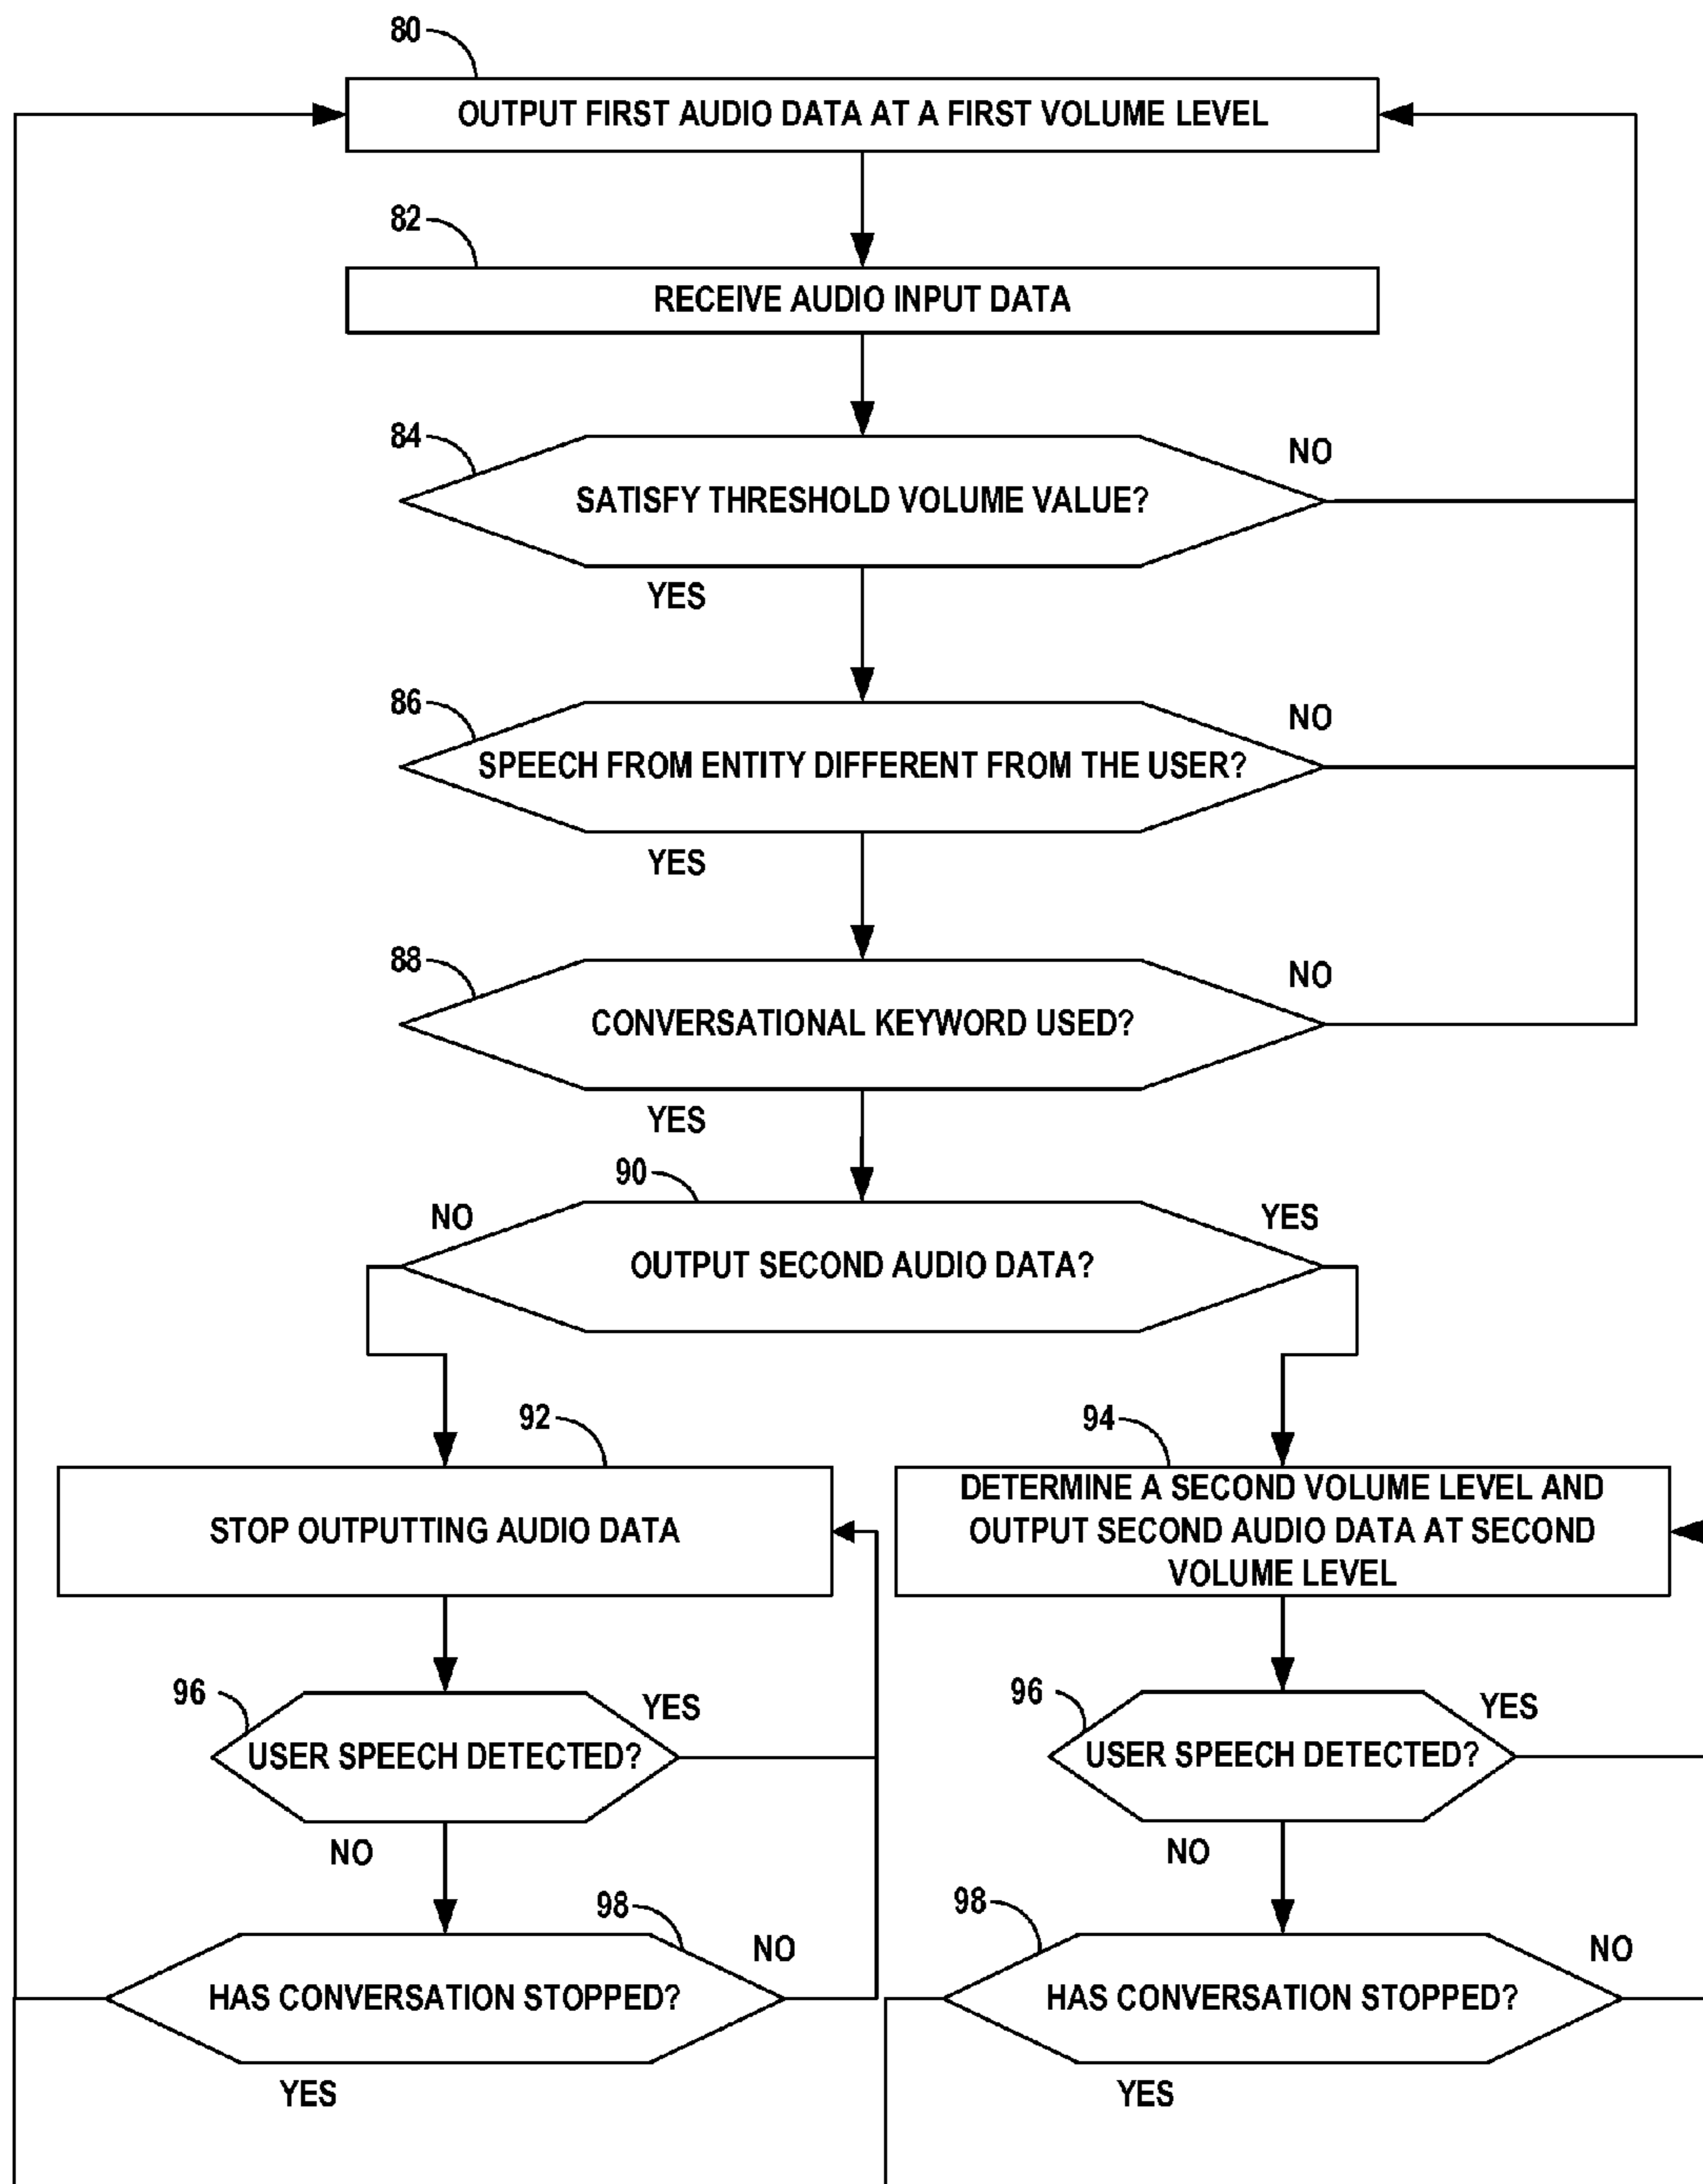 80
OUTPUT FIRST AUDIO DATA AT A FIRST VOLUME LEVEL
82
RECEIVE AUDIO INPUT DATA
84
NO
SATISFY THRESHOLD VOLUME VALUE?
YES
86
NO
SPEECH FROM ENTITY DIFFERENT FROM THE USER?
YES
88
NO
CONVERSATIONAL KEYWORD USED?
YES
90
NO
YES
OUTPUT SECOND AUDIO DATA?
92
94
STOP OUTPUTTING AUDIO DATA
DETERMINE A SECOND VOLUME LEVEL AND
OUTPUT SECOND AUDIO DATA AT SECOND
VOLUME LEVEL
96
YES
USER SPEECH DETECTED?
NO
96
YES
USER SPEECH DETECTED?
NO
98
NO
HAS CONVERSATION STOPPED?
YES
98
NO
HAS CONVERSATION STOPPED?
YES